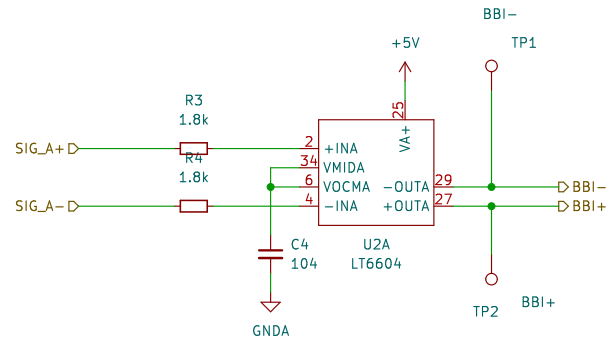 BBI-
TP1
+5V
R3
1.8k
25
VA+
SIG_A+
2
+INA
R4
1.8k
34
VMIDA
6
VOCMA
-OUTA
29
BBI-
SIG_A-
4
-INA
+OUTA
27
BBI+
C4
104
U2A
LT6604
TP2
BBI+
GNDA